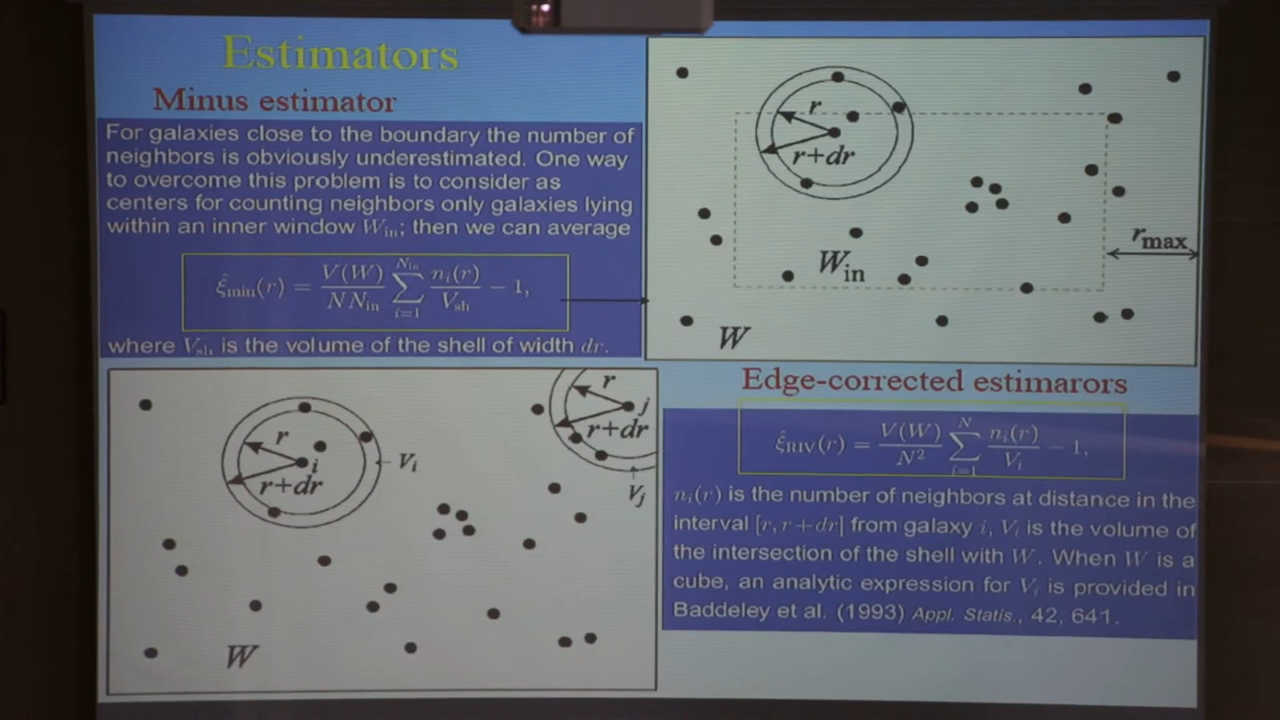 Estimators
Minus estimator
For galaxies close to the boundary the number of
neighbors is obviously underestimated. One way
to overcome this problem is to consider as
centers for counting neighbors only galaxies lying
within an inner window W_in; then we can average
ξ̂_min(r) = V(W)/(N N_in) ∑_{i=1}^{N_in} n_i(r)/V_sh − 1,
where V_sh is the volume of the shell of width dr.
r
r+dr
r_max
W_in
W
r
j
r+dr
V_j
r
i
r+dr
V_i
W
Edge-corrected estimarors
ξ̂_RIV(r) = V(W)/N² ∑_{i=1}^{N} n_i(r)/V_i − 1,
n_i(r) is the number of neighbors at distance in the
interval [r, r+dr] from galaxy i, V_i is the volume of
the intersection of the shell with W. When W is a
cube, an analytic expression for V_i is provided in
Baddeley et al. (1993) Appl. Statis., 42, 641.